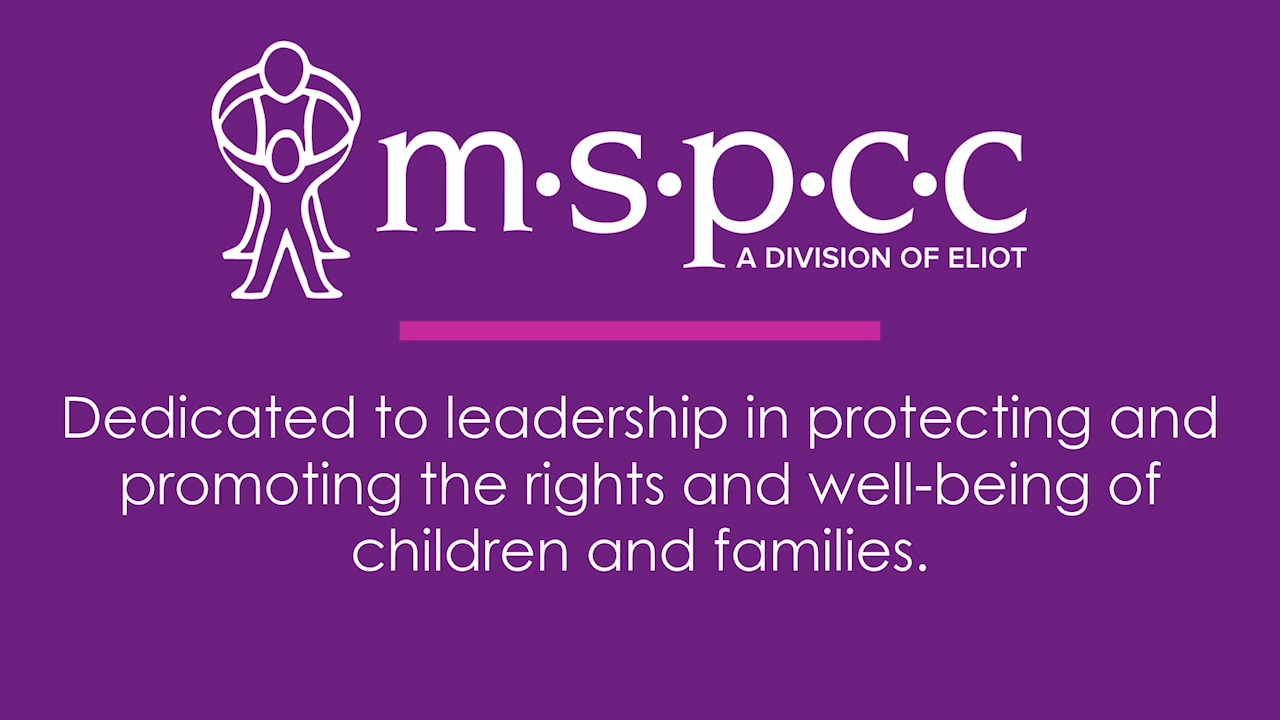 m·s·p·c·c
A DIVISION OF ELIOT
Dedicated to leadership in protecting and
promoting the rights and well-being of
children and families.